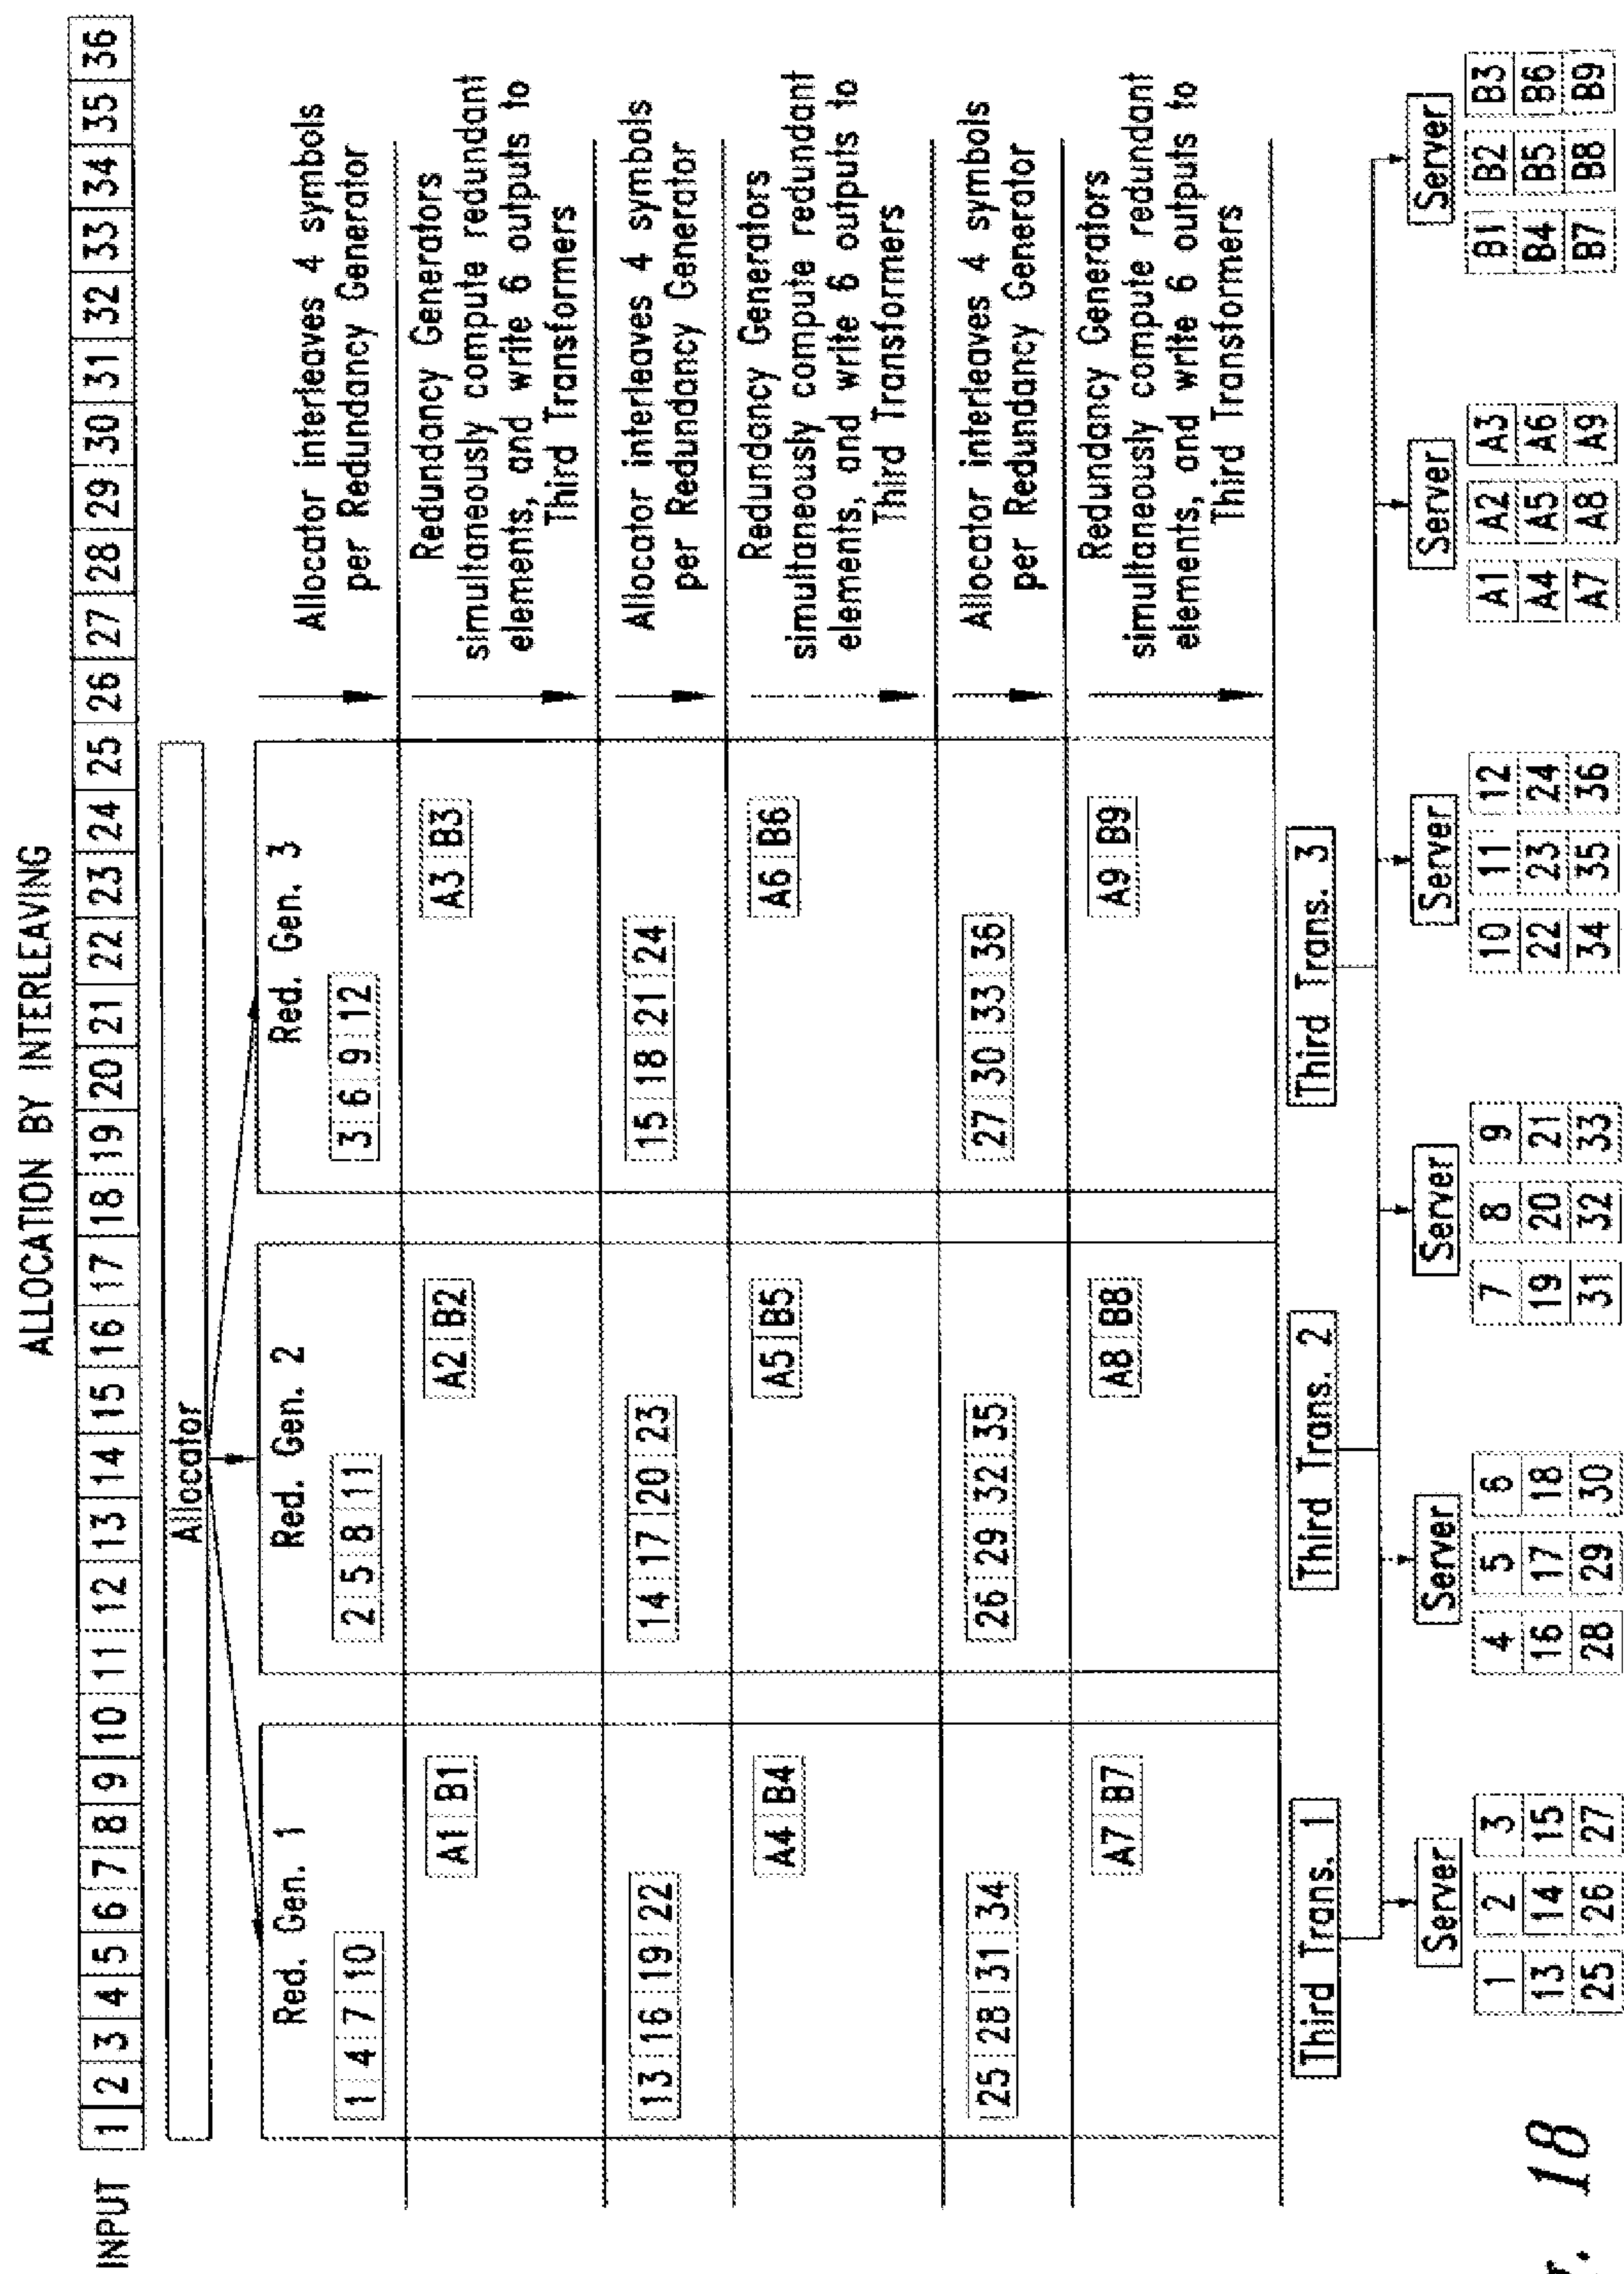 ALLOCATION BY INTERLEAVING
INPUT 1 2 3 4 5 6 7 8 9 10 11 12 13 14 15 16 17 18 19 20 21 22 23 24 25 26 27 28 29 30 31 32 33 34 35 36
Allocator
Red. Gen. 1 Red. Gen. 2 Red. Gen. 3
1 4 7 10 2 5 8 11 3 6 9 12
Allocator interleaves 4 symbols
per Redundancy Generator
A1 B1 A2 B2 A3 B3
Redundancy Generators
simultaneously compute redundant
elements, and write 6 outputs to
Third Transformers
13 16 19 22 14 17 20 23 15 18 21 24
Allocator interleaves 4 symbols
per Redundancy Generator
A4 B4 A5 B5 A6 B6
Redundancy Generators
simultaneously compute redundant
elements, and write 6 outputs to
Third Transformers
25 28 31 34 26 29 32 35 27 30 33 36
Allocator interleaves 4 symbols
per Redundancy Generator
A7 B7 A8 B8 A9 B9
Redundancy Generators
simultaneously compute redundant
elements, and write 6 outputs to
Third Transformers
Third Trans. 1 Third Trans. 2 Third Trans. 3
Server Server Server Server Server Server
1 2 3 4 5 6 7 8 9 10 11 12 A1 A2 A3 B1 B2 B3
13 14 15 16 17 18 19 20 21 22 23 24 A4 A5 A6 B4 B5 B6
25 26 27 28 29 30 31 32 33 34 35 36 A7 A8 A9 B7 B8 B9
18